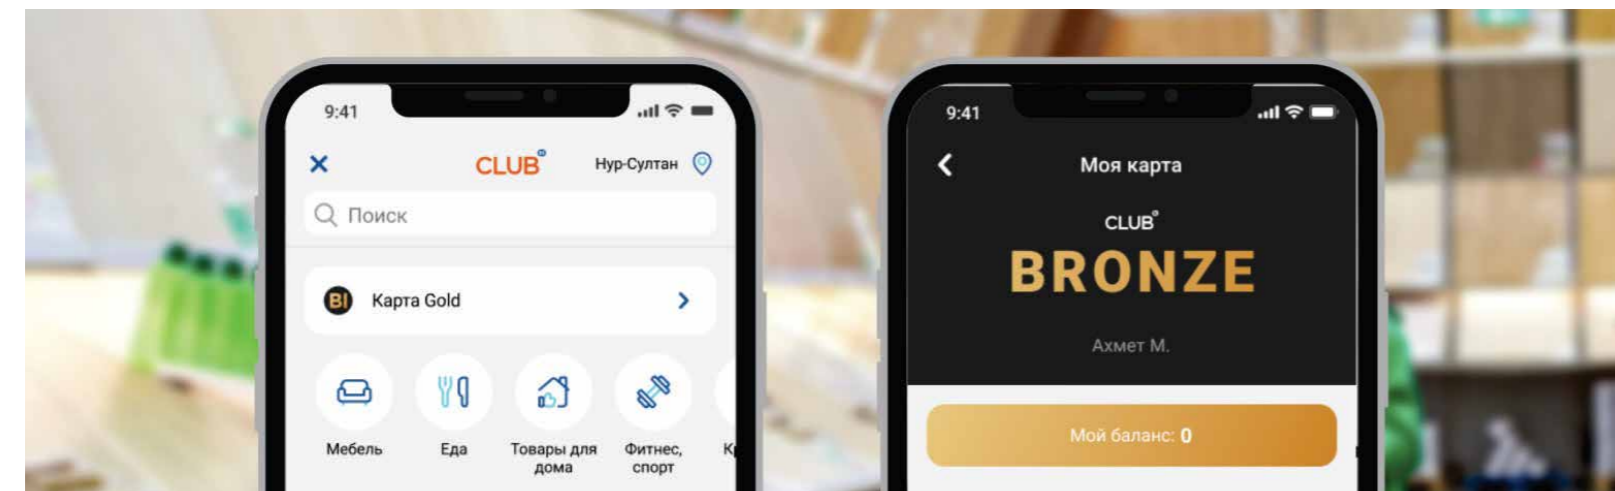 9:41
CLUB
Нур-Султан
Поиск
BI
Карта Gold
Мебель
Еда
Товары для
дома
Фитнес,
спорт
9:41
Моя карта
CLUB
BRONZE
Ахмет М.
Мой баланс: 0